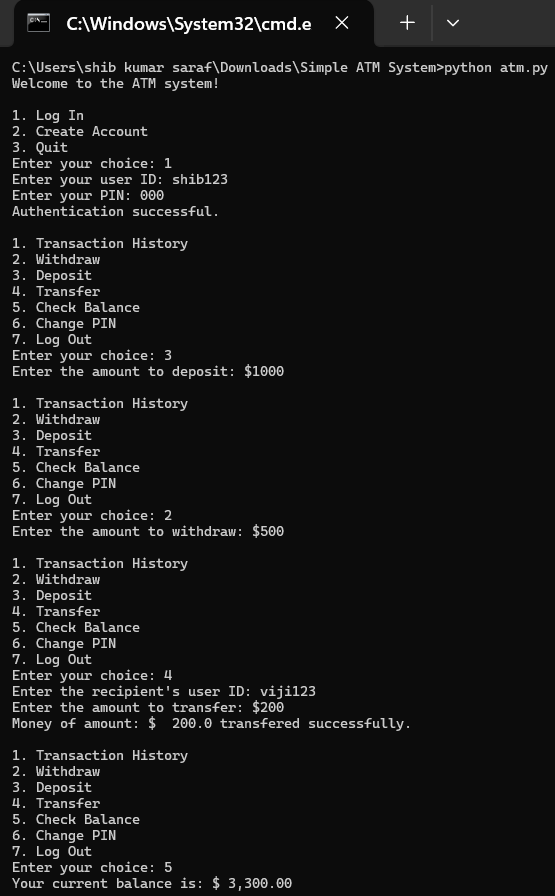 C:\Windows\System32\cmd.e
C:\Users\shib kumar saraf\Downloads\Simple ATM System>python atm.py
Welcome to the ATM system!
1. Log In
2. Create Account
3. Quit
Enter your choice: 1
Enter your user ID: shib123
Enter your PIN: 000
Authentication successful.
1. Transaction History
2. Withdraw
3. Deposit
4. Transfer
5. Check Balance
6. Change PIN
7. Log Out
Enter your choice: 3
Enter the amount to deposit: $1000
1. Transaction History
2. Withdraw
3. Deposit
4. Transfer
5. Check Balance
6. Change PIN
7. Log Out
Enter your choice: 2
Enter the amount to withdraw: $500
1. Transaction History
2. Withdraw
3. Deposit
4. Transfer
5. Check Balance
6. Change PIN
7. Log Out
Enter your choice: 4
Enter the recipient's user ID: viji123
Enter the amount to transfer: $200
Money of amount: $  200.0 transfered successfully.
1. Transaction History
2. Withdraw
3. Deposit
4. Transfer
5. Check Balance
6. Change PIN
7. Log Out
Enter your choice: 5
Your current balance is: $ 3,300.00